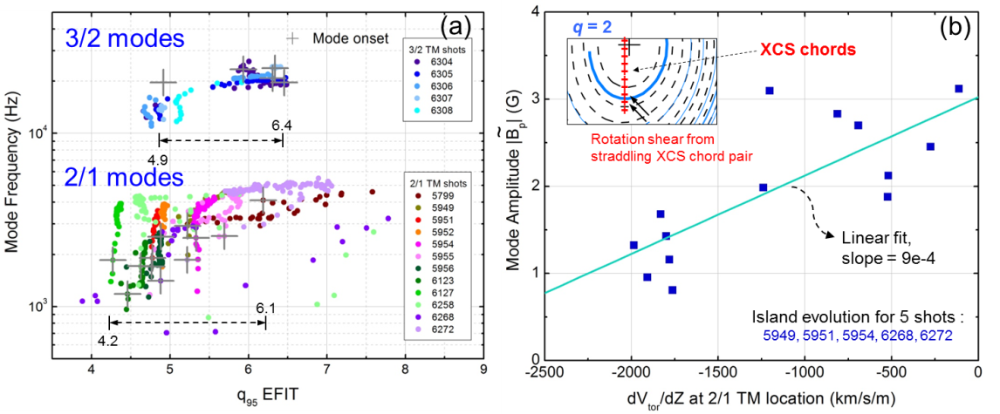 (a)
3/2 modes
Mode onset
3/2 TM shots
6304
6305
6306
6307
6308
6.4
4.9
2/1 modes
2/1 TM shots
5799
5949
5951
5952
5954
5955
5956
6123
6127
6258
6268
6272
6.1
4.2
10⁴
10³
Mode Frequency (Hz)
4 5 6 7 8 9
q₉₅ EFIT
(b)
q = 2
XCS chords
Rotation shear from
straddling XCS chord pair
Linear fit,
slope = 9e-4
Island evolution for 5 shots :
5949, 5951, 5954, 6268, 6272
4
3
2
1
0
Mode Amplitude |B̃ₚ| (G)
-2500 -2000 -1500 -1000 -500 0
dVₜₒᵣ/dZ at 2/1 TM location (km/s/m)